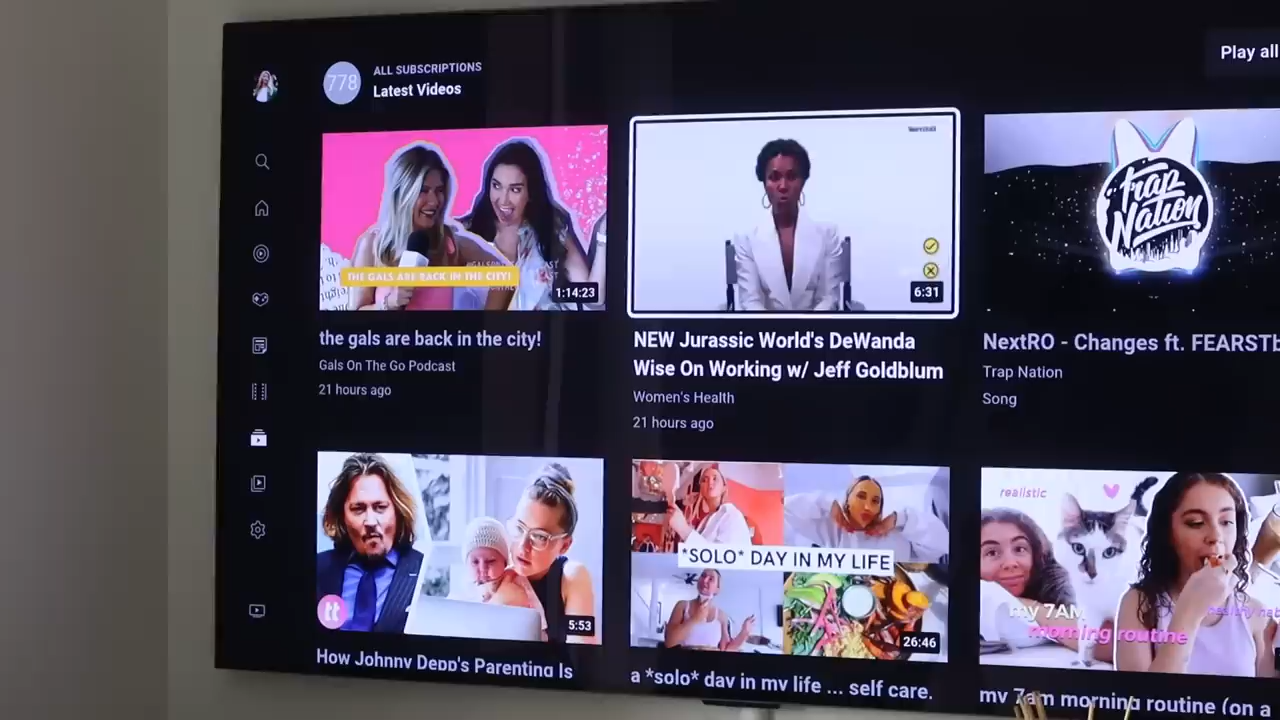 Play all
778
ALL SUBSCRIPTIONS
Latest Videos
THE GALS ARE BACK IN THE CITY!
1:14:23
6:31
trap
Nation
the gals are back in the city!
Gals On The Go Podcast
21 hours ago
NEW Jurassic World's DeWanda
Wise On Working w/ Jeff Goldblum
Women's Health
21 hours ago
NextRO - Changes ft.
Trap Nation
Song
tt
5:53
*SOLO* DAY IN MY LIFE
26:46
realistic
my 7AM
morning routine
How Johnny Depp's Parenting Is
a *solo* day in my life ... self care.
my 7am morning routine (on a